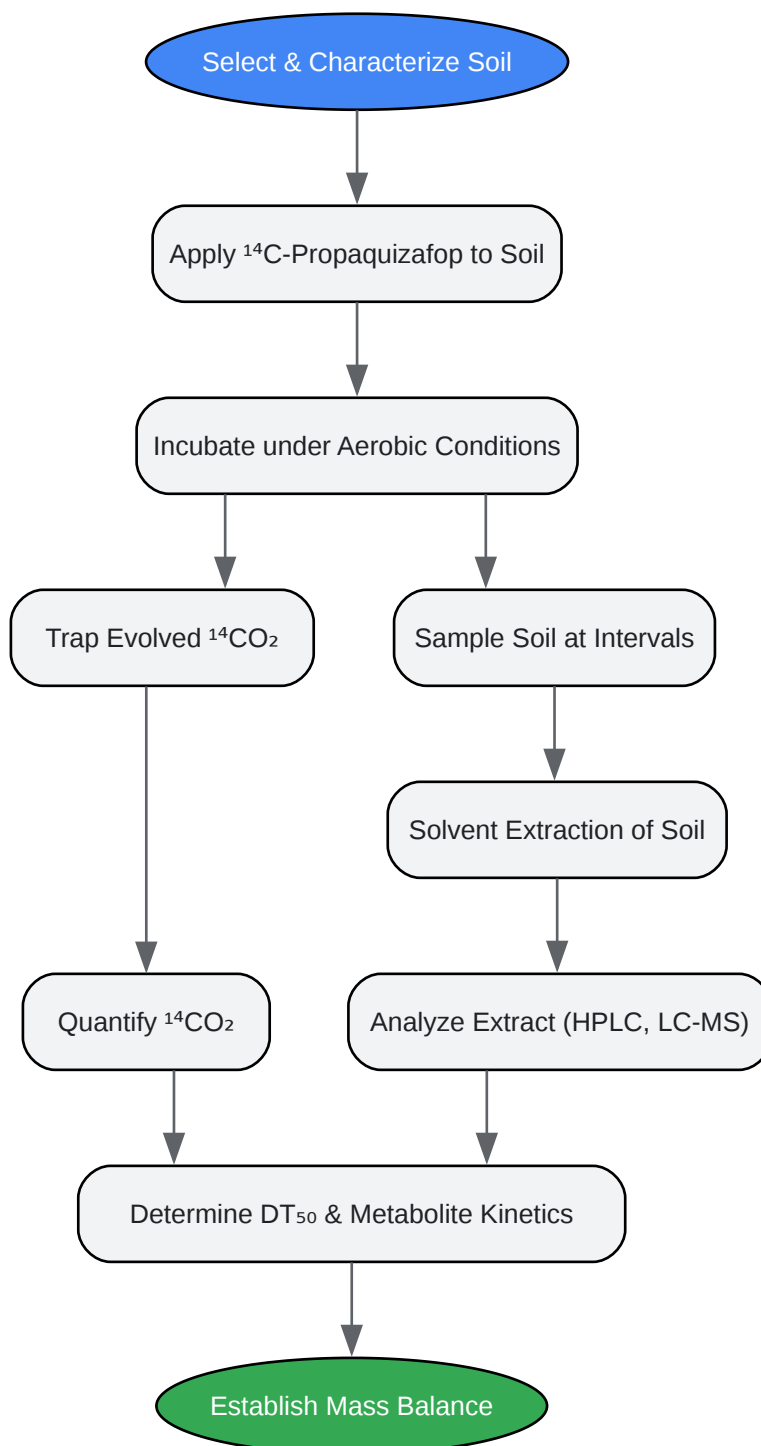 Select & Characterize Soil
Apply ¹⁴C-Propaquizafop to Soil
Incubate under Aerobic Conditions
Trap Evolved ¹⁴CO₂
Sample Soil at Intervals
Solvent Extraction of Soil
Quantify ¹⁴CO₂
Analyze Extract (HPLC, LC-MS)
Determine DT₅₀ & Metabolite Kinetics
Establish Mass Balance